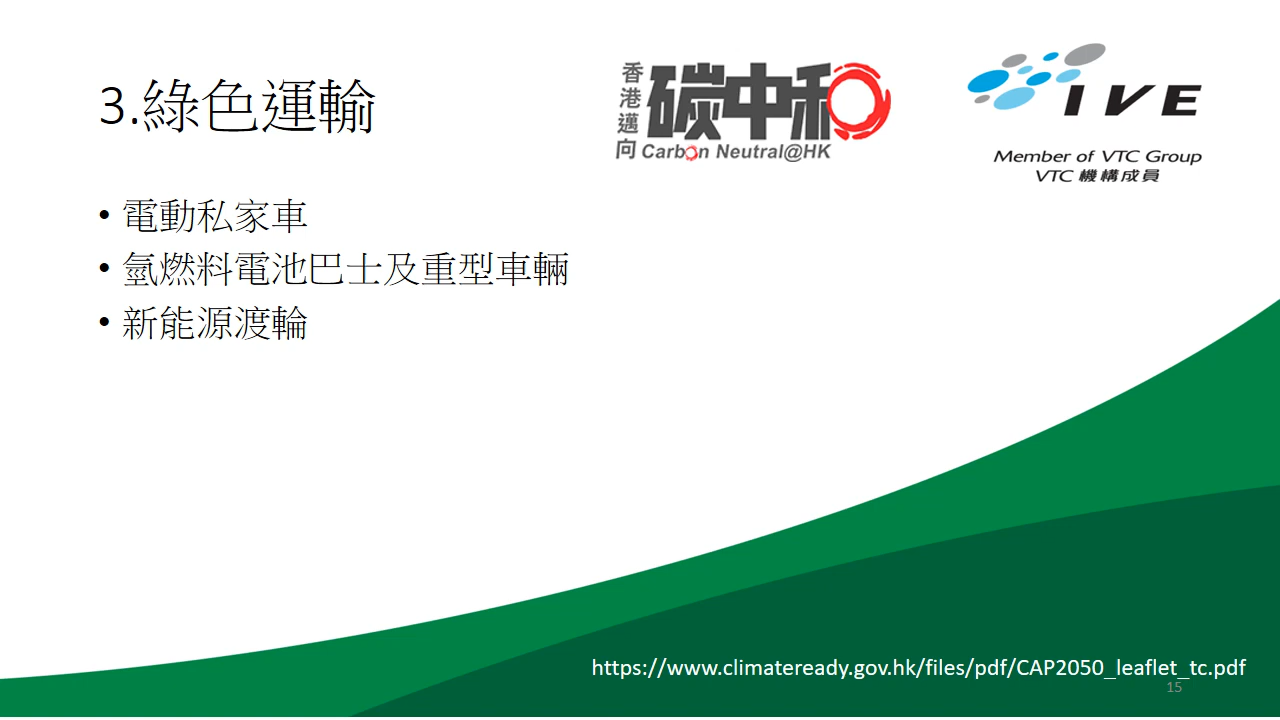 3.綠色運輸
香港邁向
碳中和
Carbon Neutral@HK
IVE
Member of VTC Group
VTC 機構成員
• 電動私家車
• 氫燃料電池巴士及重型車輛
• 新能源渡輪
https://www.climateready.gov.hk/files/pdf/CAP2050_leaflet_tc.pdf
15